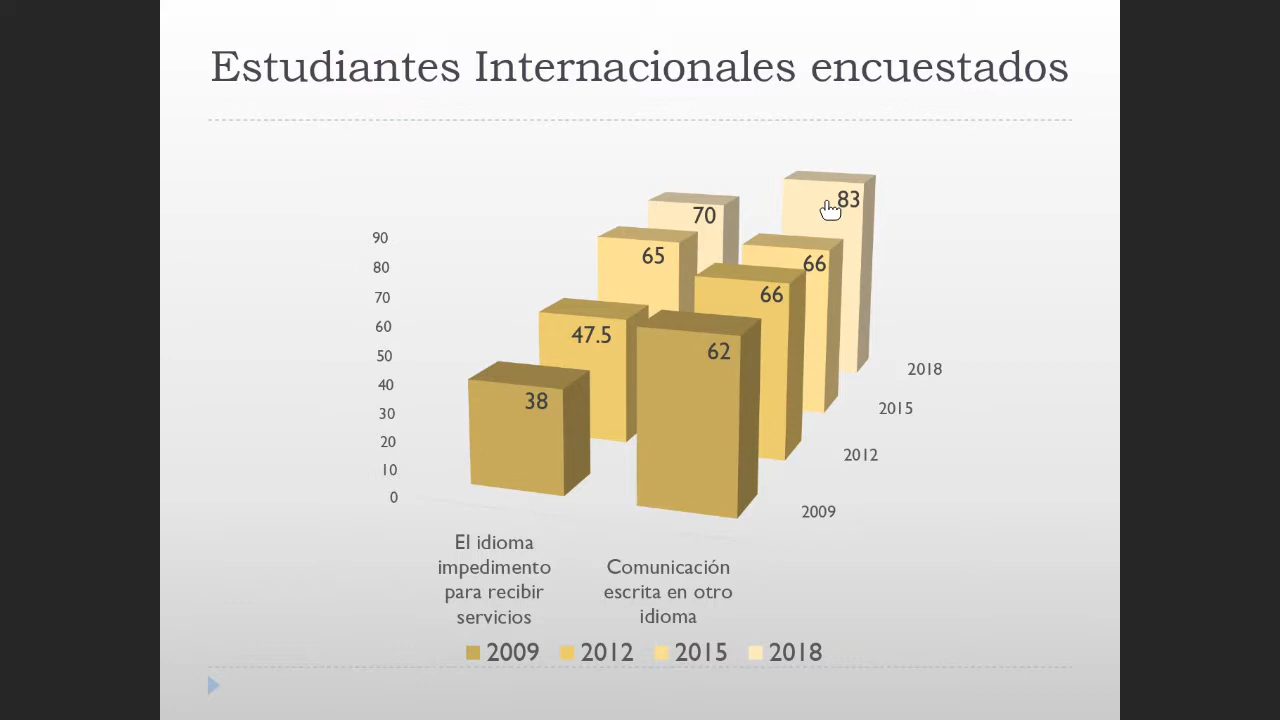 Estudiantes Internacionales encuestados
83
70
90
65
66
80
66
70
60
47.5
62
50
2018
40
38
30
2015
20
2012
10
0
2009
El idioma
impedimento
para recibir
servicios
Comunicación
escrita en otro
idioma
2009 2012 2015 2018